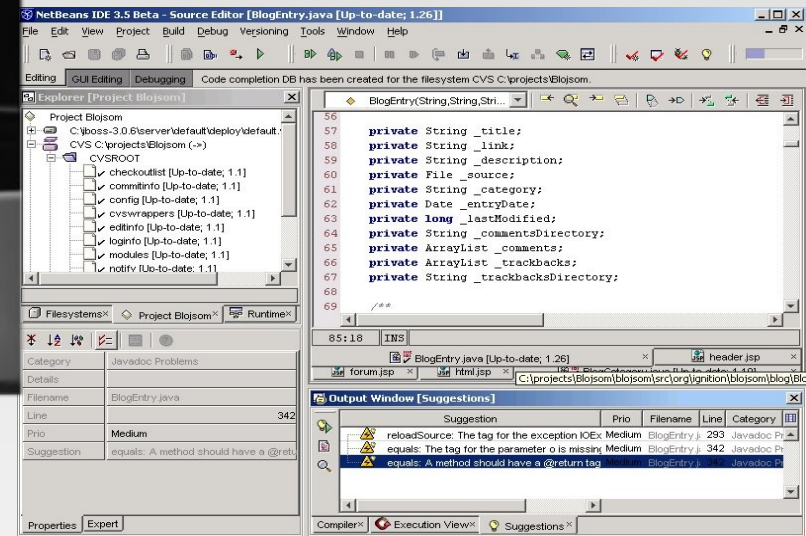 NetBeans IDE 3.5 Beta - Source Editor [BlogEntry.java [Up-to-date; 1.26]]
File Edit View Project Build Debug Versioning Tools Window Help
Editing GUI Editing Debugging Code completion DB has been created for the filesystem CVS C:\projects\Blojsom.
Explorer [Project Blojsom]
Project Blojsom
C:\jboss-3.0.6\server\default\deploy\default.
CVS C:\projects\Blojsom (->)
CVSROOT
checkoutlist [Up-to-date; 1.1]
commitinfo [Up-to-date; 1.1]
config [Up-to-date; 1.1]
cvswrappers [Up-to-date; 1.1]
editinfo [Up-to-date; 1.1]
loginfo [Up-to-date; 1.1]
modules [Up-to-date; 1.1]
notify [Up-to-date; 1.1]
Filesystems Project Blojsom Runtime
Category Javadoc Problems
Details
Filename BlogEntry.java
Line 342
Prio Medium
Suggestion equals: A method should have a @retu
Properties Expert
BlogEntry(String,String,Stri...
56
57 private String _title;
58 private String _link;
59 private String _description;
60 private File _source;
61 private String _category;
62 private Date _entryDate;
63 private long _lastModified;
64 private String _commentsDirectory;
65 private ArrayList _comments;
66 private ArrayList _trackbacks;
67 private String _trackbacksDirectory;
68
69 /**
85:18 INS
BlogEntry.java [Up-to-date; 1.26] header.jsp
forum.jsp html.jsp
C:\projects\Blojsom\blojsom\src\org\ignition\blojsom\blog\Blo
Output Window [Suggestions]
Suggestion Prio Filename Line Category
reloadSource: The tag for the exception IOEx Medium BlogEntry.j 293 Javadoc Pr
equals: The tag for the parameter o is missing Medium BlogEntry.j 342 Javadoc Pr
equals: A method should have a @return tag Medium BlogEntry.j 342 Javadoc Pr
Compiler Execution View Suggestions